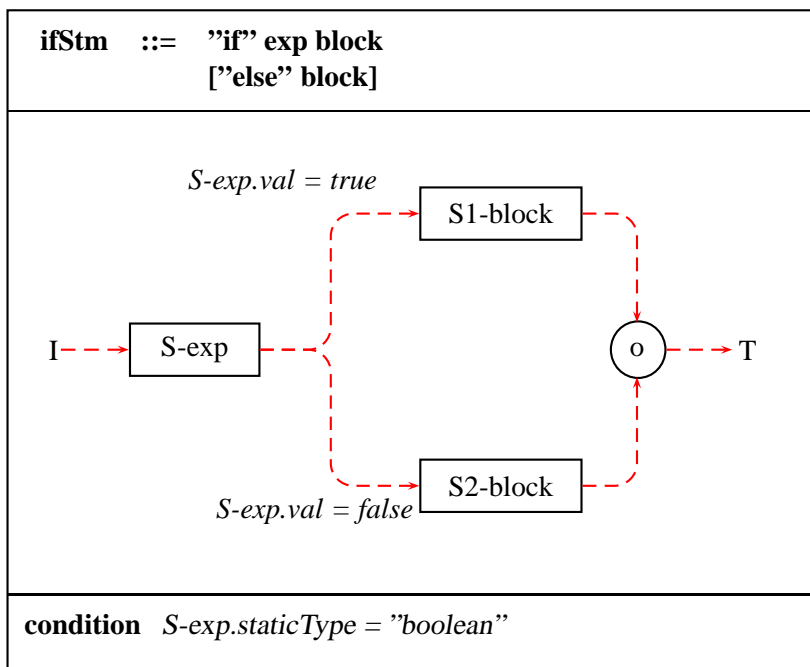 ifStm ::= ”if” exp block
[”else” block]
S-exp.val = true
S1-block
I
S-exp
o
T
S2-block
S-exp.val = false
condition S-exp.staticType = ”boolean”